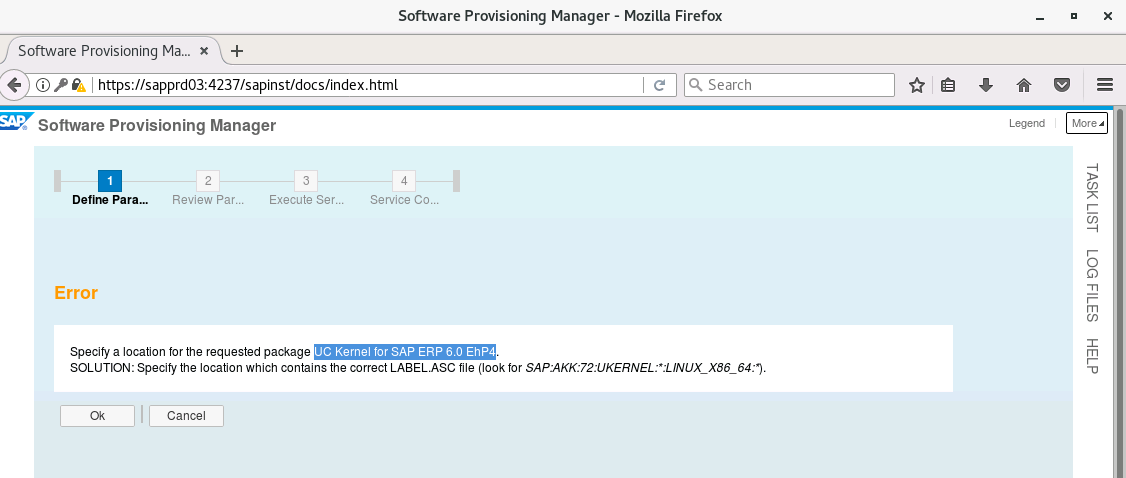 Software Provisioning Manager - Mozilla Firefox
Software Provisioning Ma...
https://sapprd03:4237/sapinst/docs/index.html
Search
SAP Software Provisioning Manager
Legend
More
1 2 3 4
Define Para... Review Par... Execute Ser... Service Co...
TASK LIST
LOG FILES
HELP
Error
Specify a location for the requested package UC Kernel for SAP ERP 6.0 EhP4.
SOLUTION: Specify the location which contains the correct LABEL.ASC file (look for SAP:AKK:72:UKERNEL:*:LINUX_X86_64:*).
Ok
Cancel